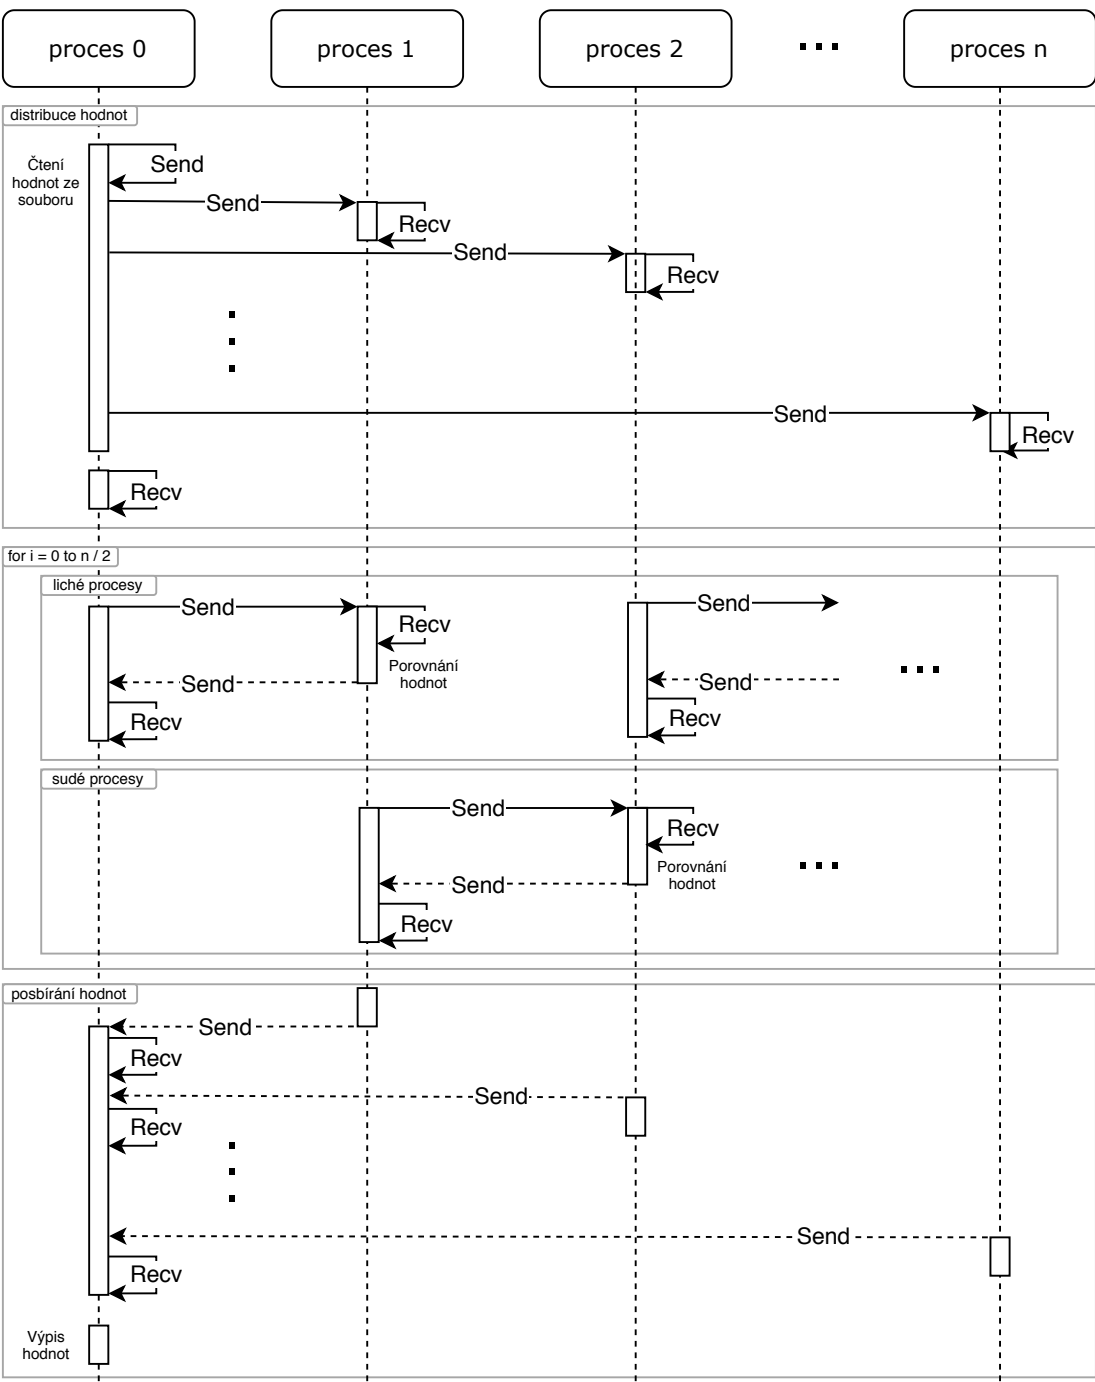 proces 0
proces 1
proces 2
proces n
distribuce hodnot
Čtení
hodnot ze
souboru
Send
Send
Recv
Send
Recv
Send
Recv
Recv
for i = 0 to n / 2
liché procesy
Send
Recv
Send
Porovnání
hodnot
Send
Send
Recv
Recv
sudé procesy
Send
Recv
Porovnání
hodnot
Send
Recv
posbírání hodnot
Send
Recv
Send
Recv
Send
Recv
Výpis
hodnot